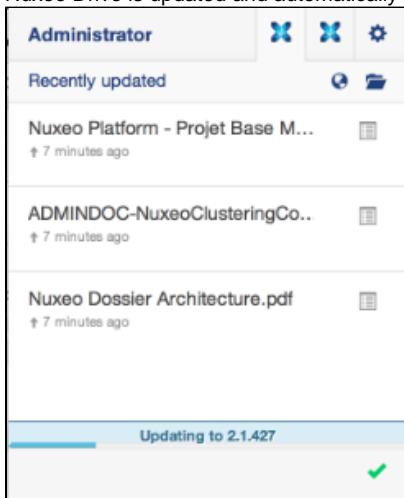 Nuxeo Drive is updated and automatically
Administrator
Recently updated
Nuxeo Platform - Projet Base M...
↑ 7 minutes ago
ADMINDOC-NuxeoClusteringCo...
↑ 7 minutes ago
Nuxeo Dossier Architecture.pdf
↑ 7 minutes ago
Updating to 2.1.427